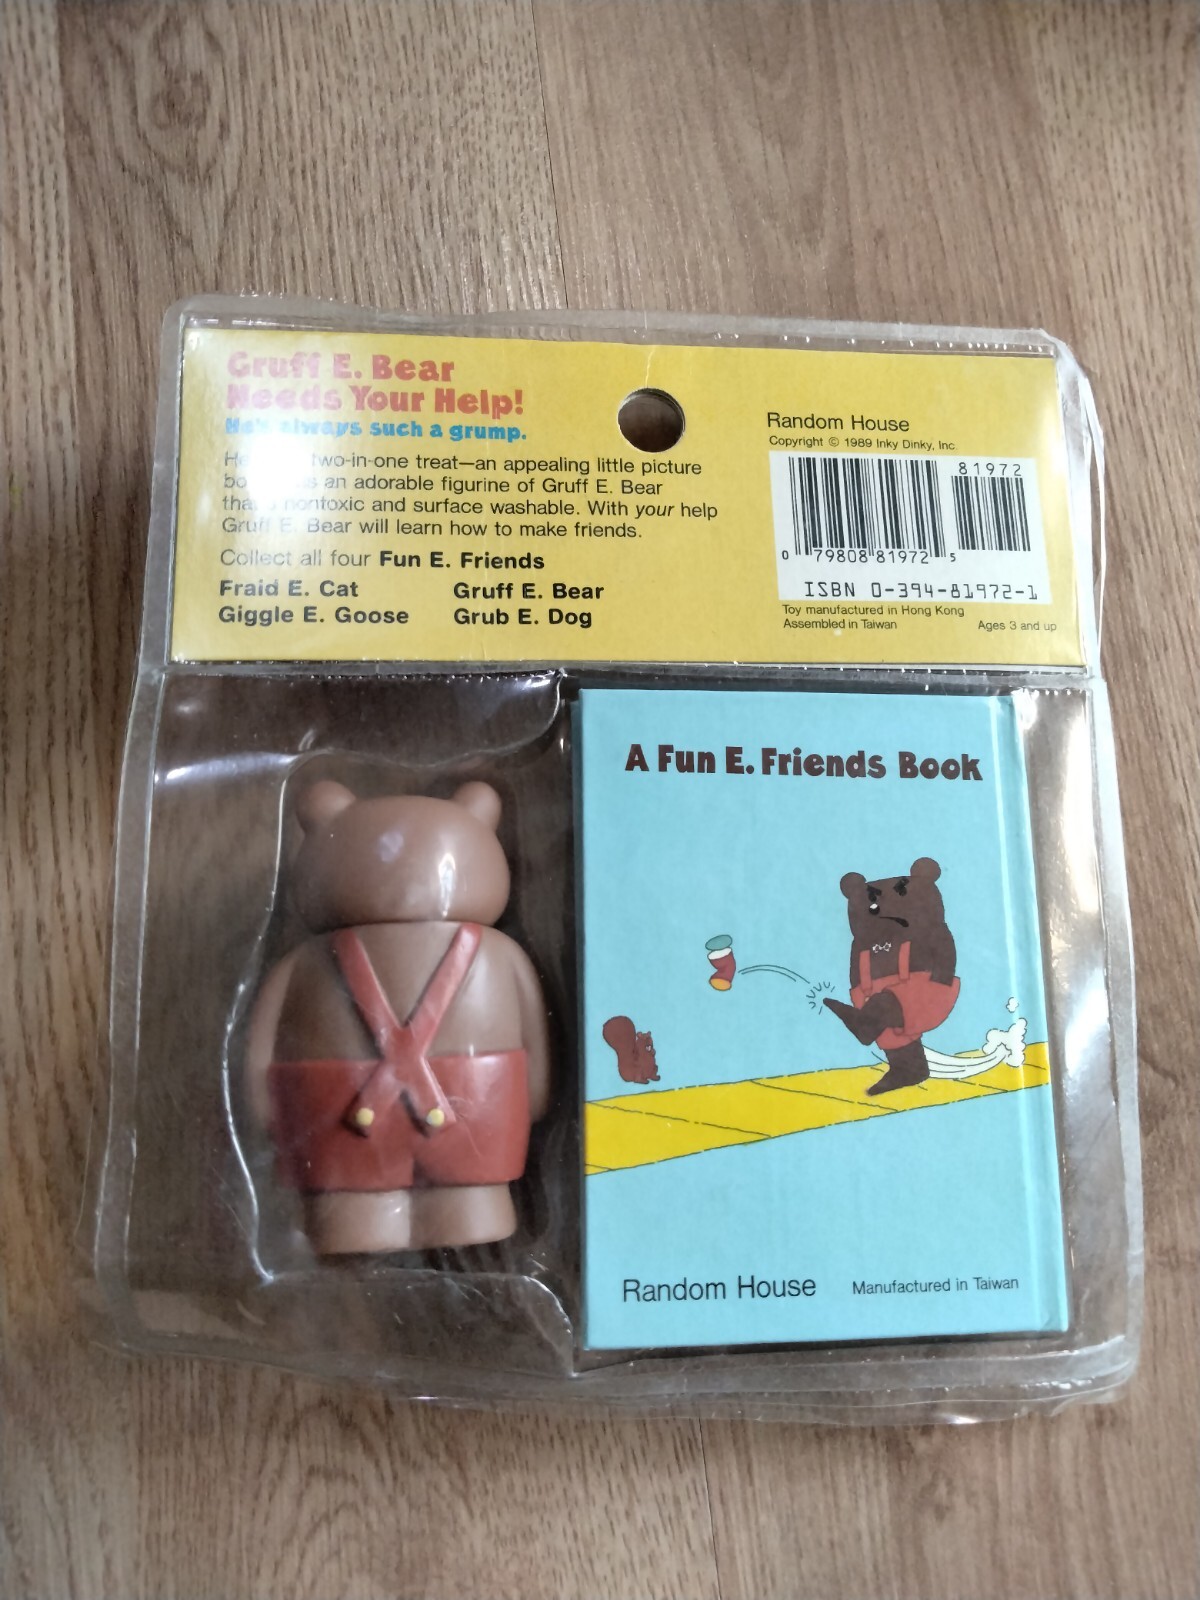 Gruff E. Bear
Needs Your Help!
He's always such a grump.
two-in-one treat—an appealing little picture
an adorable figurine of Gruff E. Bear
nontoxic and surface washable. With your help
Gruff E. Bear will learn how to make friends.
Collect all four Fun E. Friends
Fraid E. Cat Gruff E. Bear
Giggle E. Goose Grub E. Dog
Random House
Copyright © 1989 Inky Dinky, Inc.
81972
0 79808 81972 5
ISBN 0-394-81972-1
Toy manufactured in Hong Kong
Assembled in Taiwan Ages 3 and up
A Fun E. Friends Book
Random House Manufactured in Taiwan